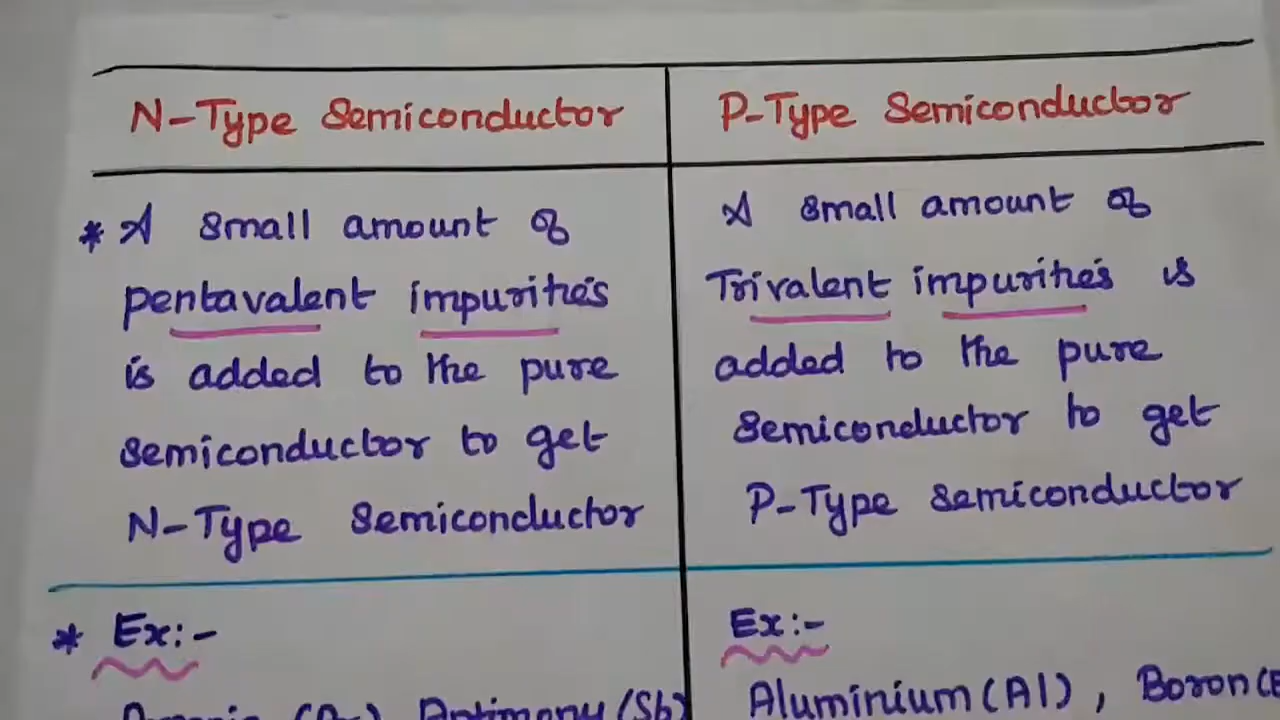 N-Type Semiconductor
P-Type Semiconductor
* A small amount of
pentavalent impurities
is added to the pure
semiconductor to get
N-Type Semiconductor
A small amount of
Trivalent impurities is
added to the pure
semiconductor to get
P-Type semiconductor
* Ex:-
Antimony (Sb)
Ex:-
Aluminium (Al), Boron